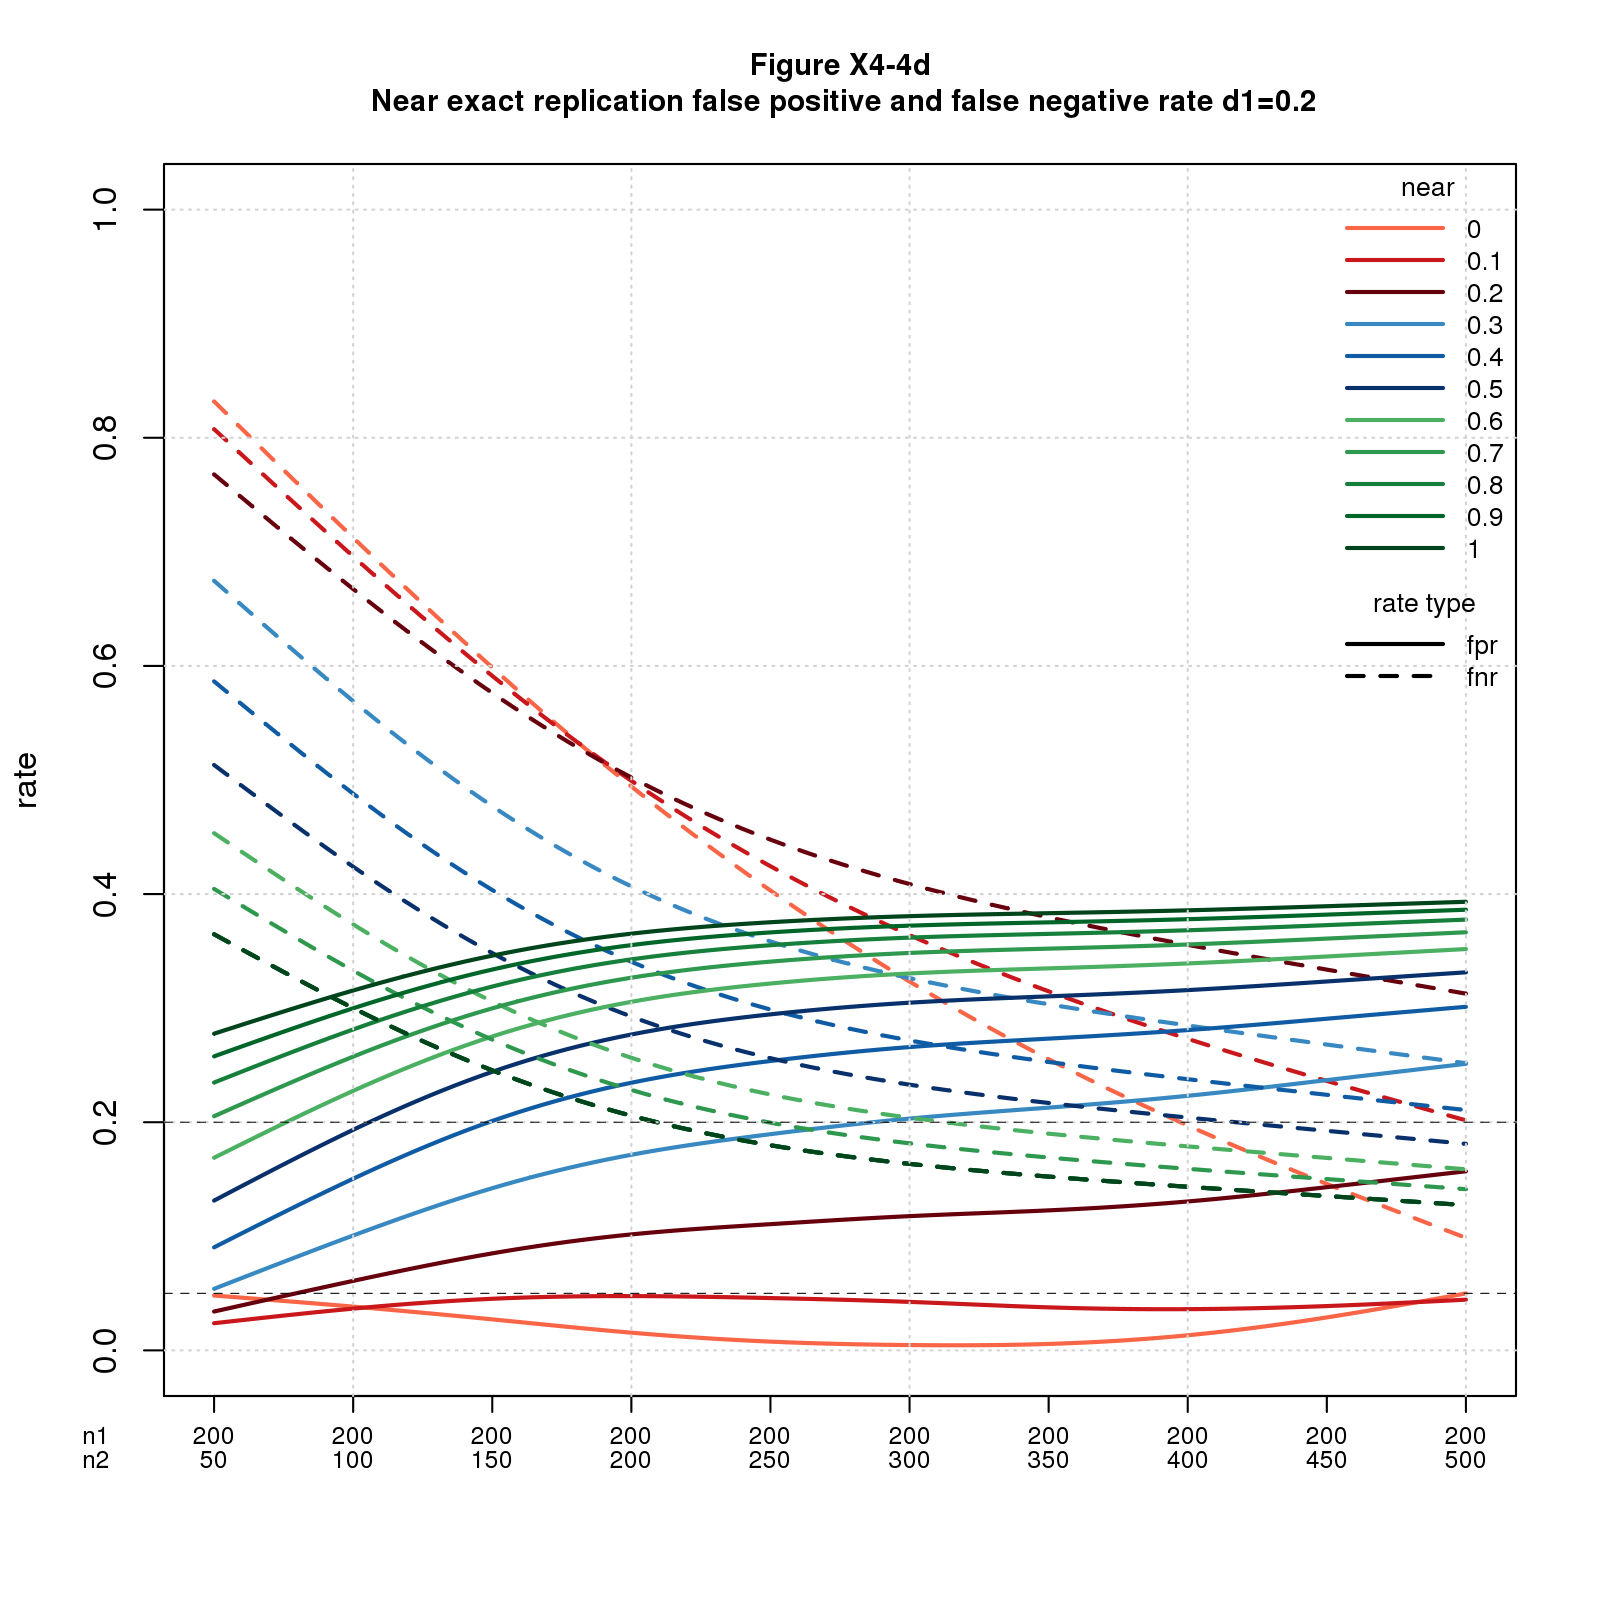 Figure X4-4d
Near exact replication false positive and false negative rate d1=0.2
near
0
0.1
0.2
0.3
0.4
0.5
0.6
0.7
0.8
0.9
1
rate type
fpr
fnr
rate
1.0
0.8
0.6
0.4
0.2
0.0
n1 200 200 200 200 200 200 200 200 200 200
n2 50 100 150 200 250 300 350 400 450 500